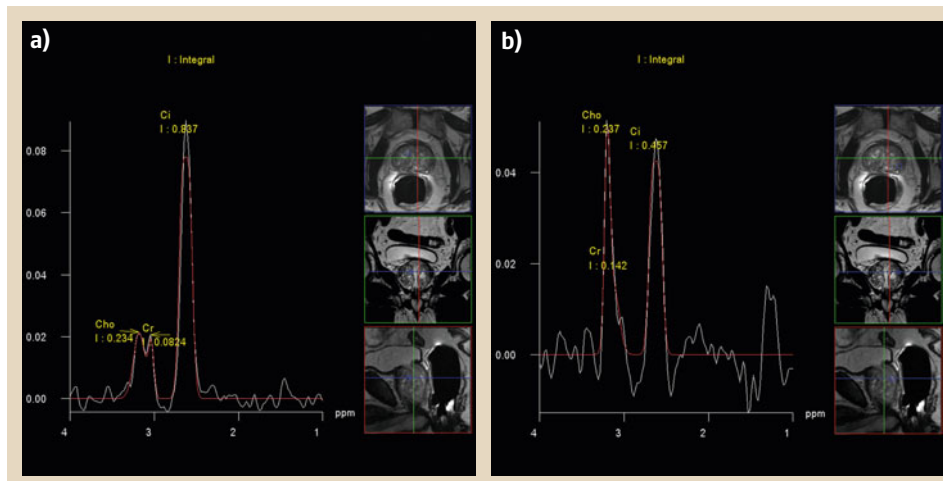 a)
I : Integral
Ci
I : 0.837
0.08
0.06
0.04
0.02
0.00
Cho
I : 0.234
Cr
0.0824
4
3
2
1
ppm
b)
I : Integral
Cho
I : 0.237
Ci
I : 0.457
Cr
I : 0.142
0.04
0.02
0.00
4
3
2
1
ppm